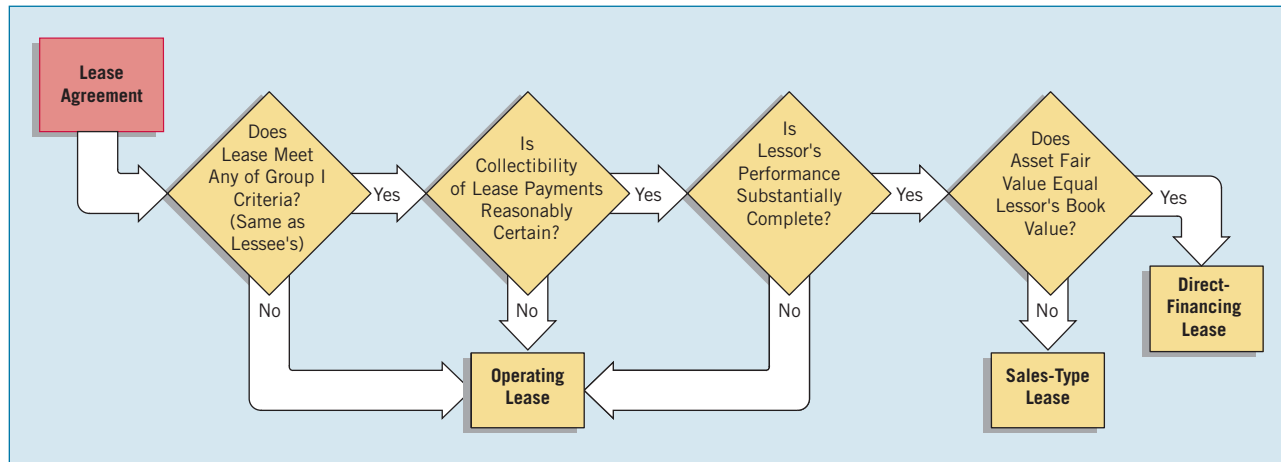 Lease
Agreement
Does
Lease Meet
Any of Group I
Criteria?
(Same as
Lessee's)
Yes
No
Is
Collectibility
of Lease Payments
Reasonably
Certain?
Yes
No
Is
Lessor's
Performance
Substantially
Complete?
Yes
No
Does
Asset Fair
Value Equal
Lessor's Book
Value?
Yes
No
Operating
Lease
Sales-Type
Lease
Direct-
Financing
Lease